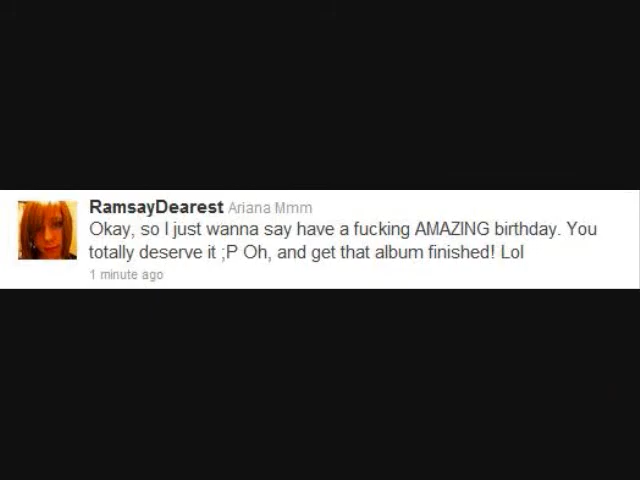 RamsayDearest Ariana Mmm
Okay, so I just wanna say have a fucking AMAZING birthday. You
totally deserve it ;P Oh, and get that album finished! Lol
1 minute ago